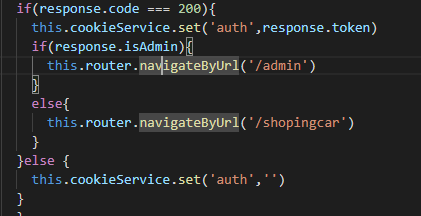 if(response.code === 200){
this.cookieService.set('auth',response.token)
if(response.isAdmin){
this.router.navigateByUrl('/admin')
}
else{
this.router.navigateByUrl('/shopingcar')
}
}else {
this.cookieService.set('auth','')
}
}